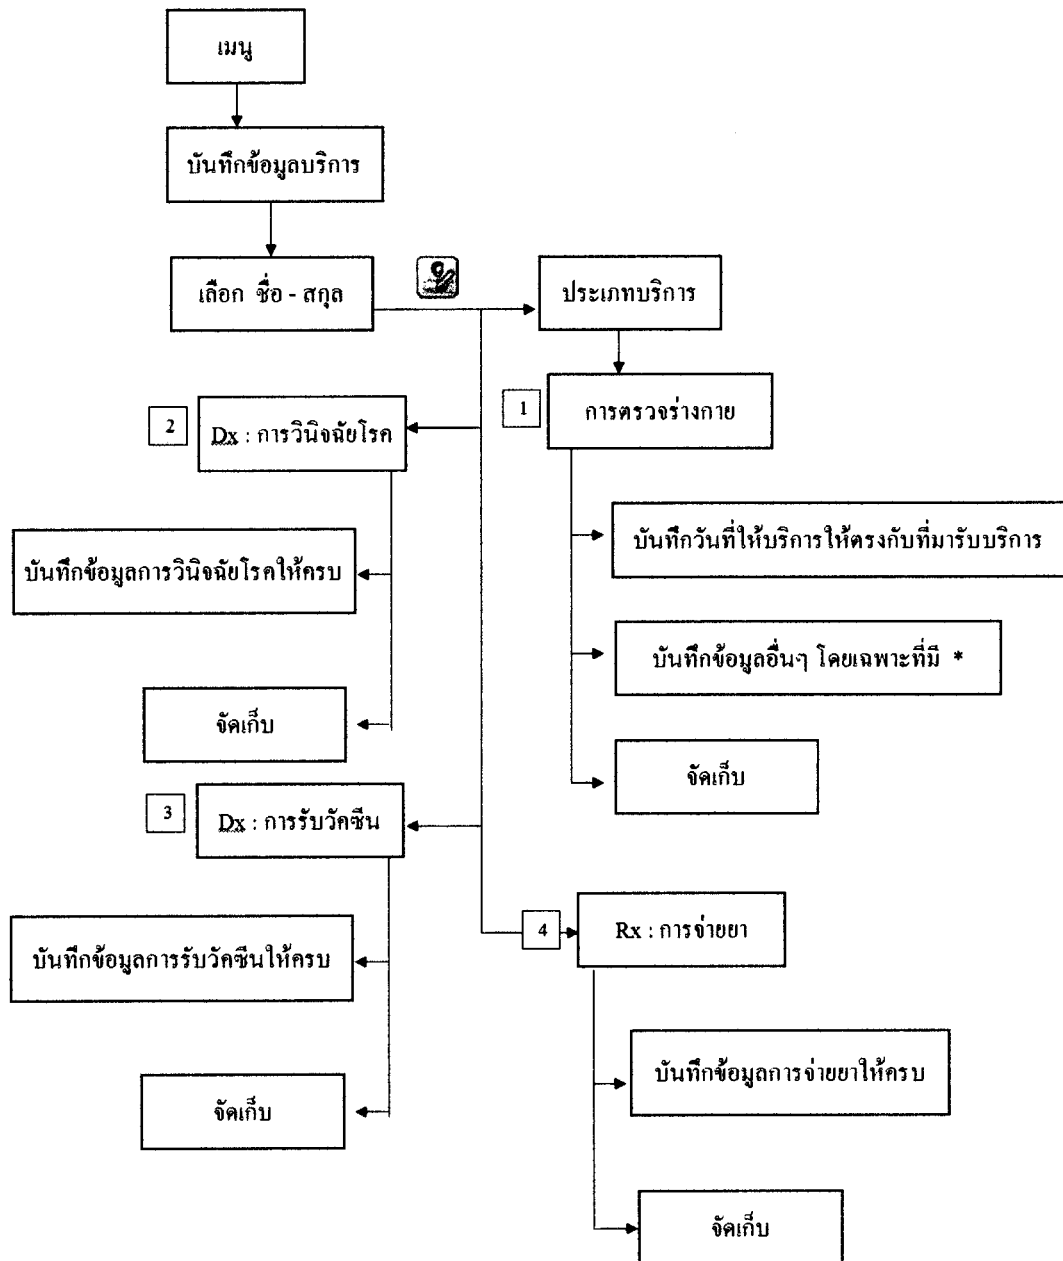 เมนู
บันทึกข้อมูลบริการ
เลือก ชื่อ - สกุล
ประเภทบริการ
1
การตรวจร่างกาย
2
Dx : การวินิจฉัยโรค
บันทึกวันที่ให้บริการให้ตรงกับที่มารับบริการ
บันทึกข้อมูลการวินิจฉัยโรคให้ครบ
บันทึกข้อมูลอื่นๆ โดยเฉพาะที่มี *
จัดเก็บ
จัดเก็บ
3
Dx : การรับวัคซีน
4
Rx : การจ่ายยา
บันทึกข้อมูลการรับวัคซีนให้ครบ
บันทึกข้อมูลการจ่ายยาให้ครบ
จัดเก็บ
จัดเก็บ